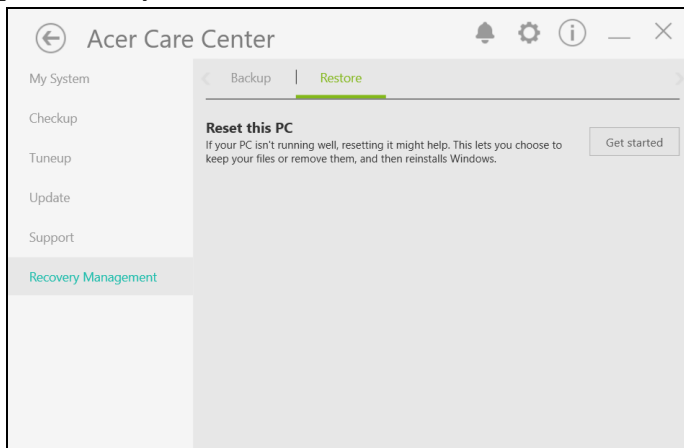 Acer Care Center
My System
Checkup
Tuneup
Update
Support
Recovery Management
Backup
Restore
Reset this PC
If your PC isn't running well, resetting it might help. This lets you choose to
keep your files or remove them, and then reinstalls Windows.
Get started